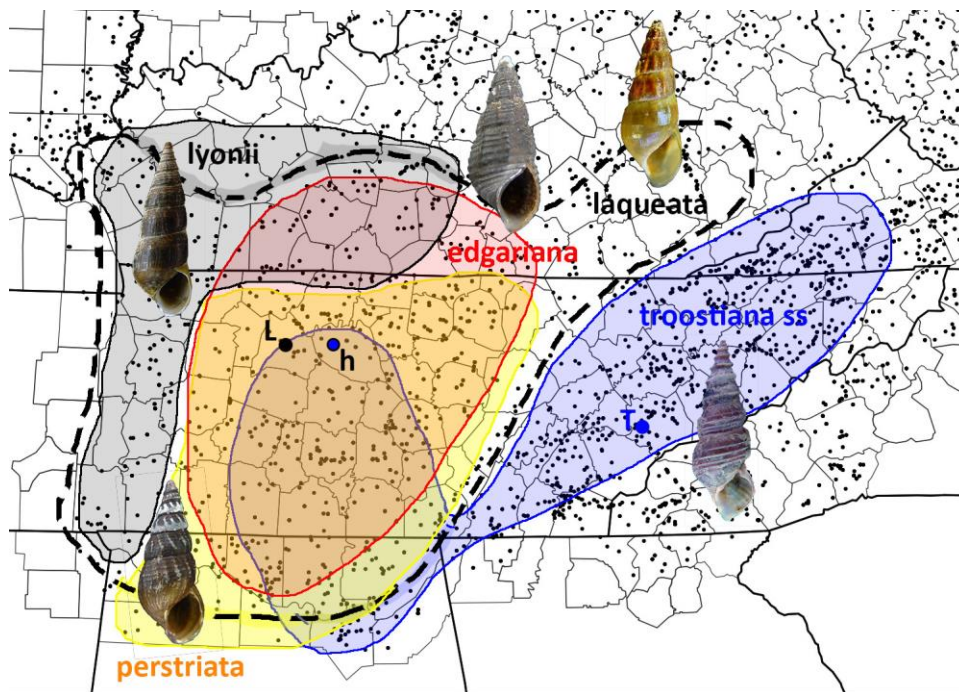 lyonii
laqueata
edgariana
troostiana ss
L
h
T
perstriata